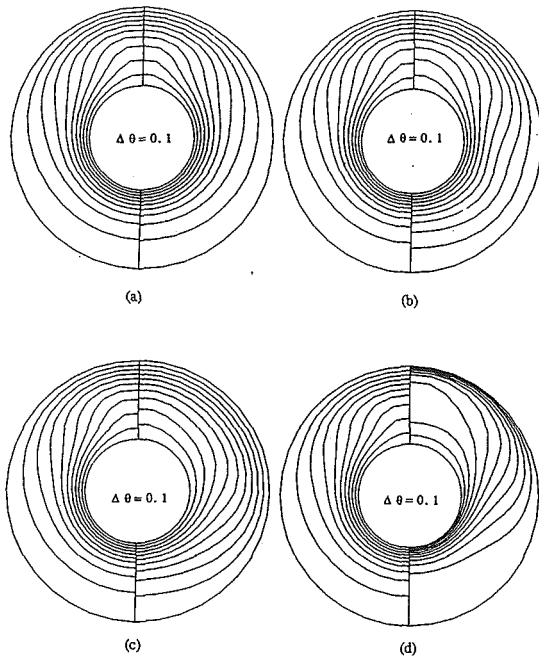 Δ θ = 0. 1
Δ θ = 0. 1
(a)
(b)
Δ θ = 0. 1
Δ θ = 0. 1
(c)
(d)